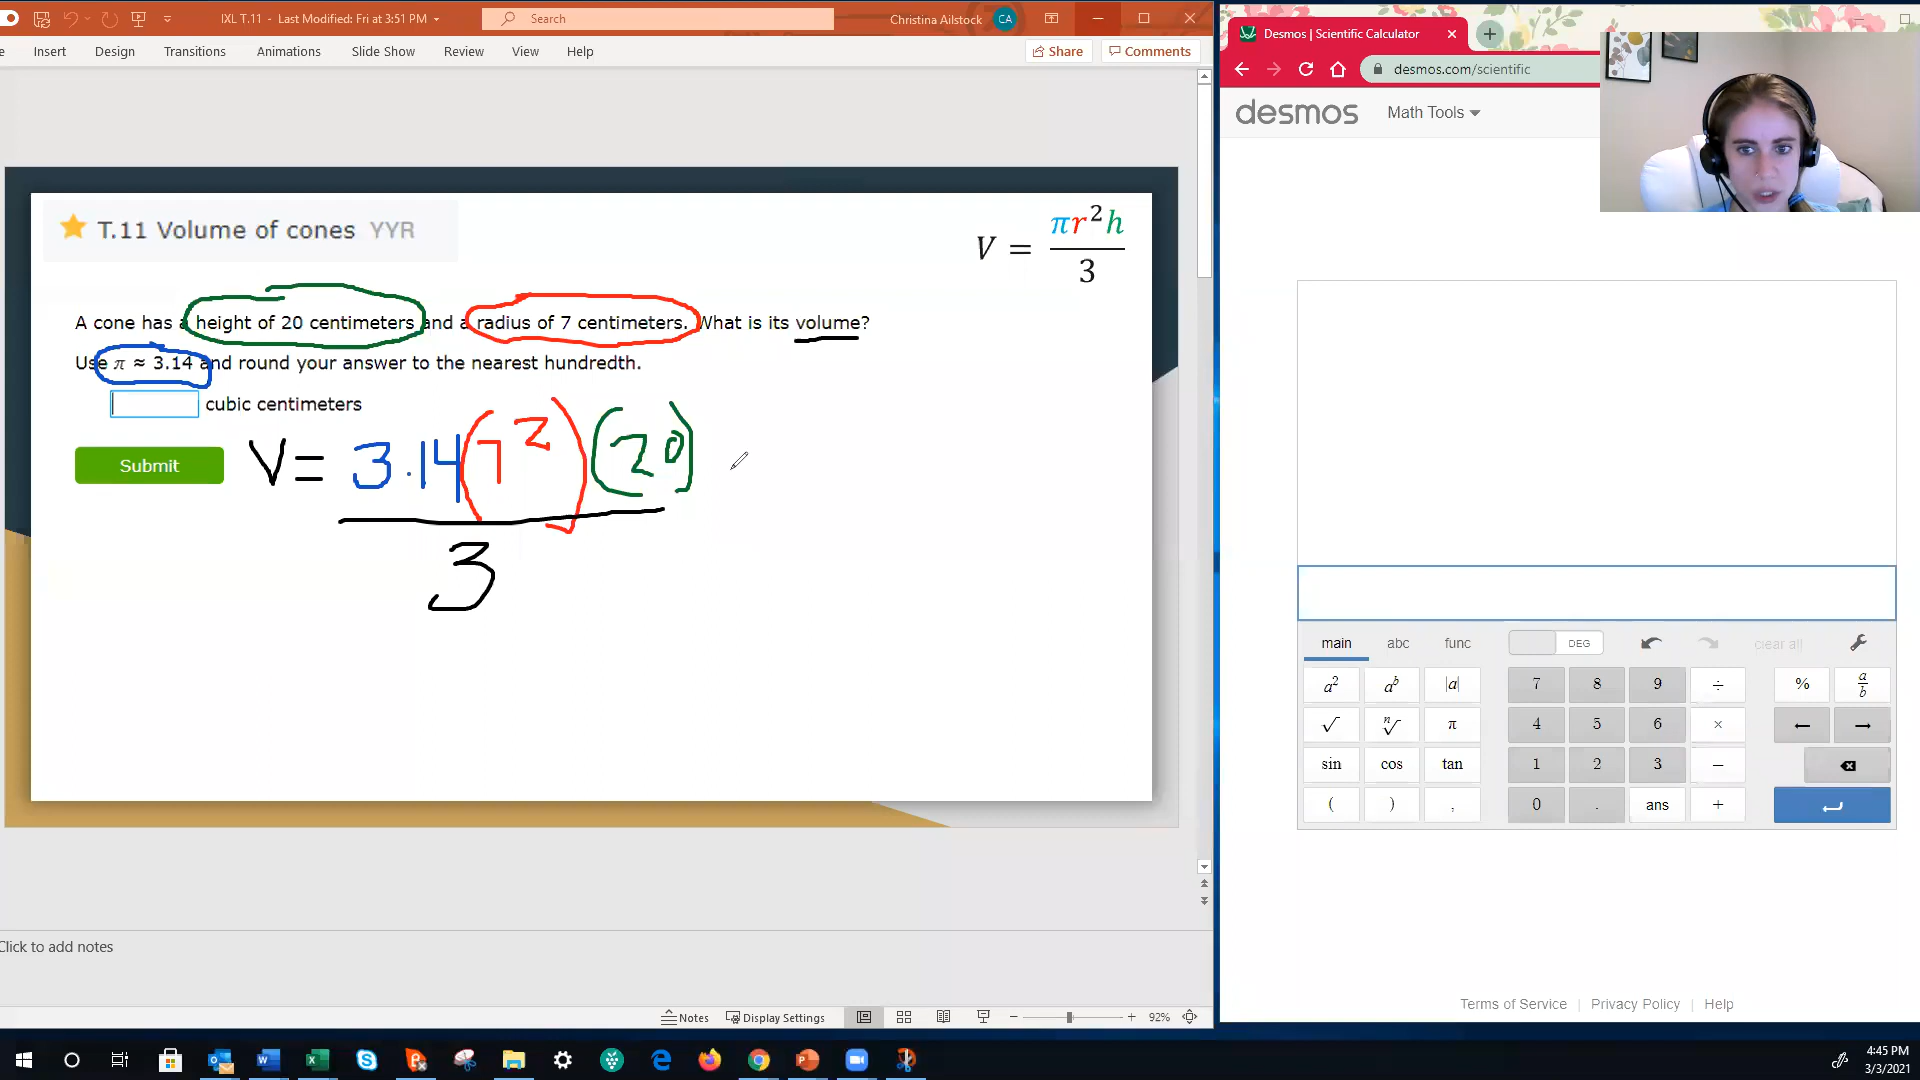 IXL T.11 - Last Modified: Fri at 3:51 PM
Search
Christina Ailstock CA
Insert Design Transitions Animations Slide Show Review View Help
Share Comments
T.11 Volume of cones YYR
V = πr²h / 3
A cone has a height of 20 centimeters and a radius of 7 centimeters. What is its volume?
Use π ≈ 3.14 and round your answer to the nearest hundredth.
cubic centimeters
Submit
V = 3.14(7²)(20)
3
Click to add notes
Notes Display Settings 92%
Desmos | Scientific Calculator
desmos.com/scientific
desmos Math Tools
main abc func DEG clear all
a² aᵇ |a| 7 8 9 ÷ % a/b
√ ⁿ√ π 4 5 6 × ← →
sin cos tan 1 2 3 −
( ) , 0 . ans +
Terms of Service | Privacy Policy | Help
4:45 PM
3/3/2021